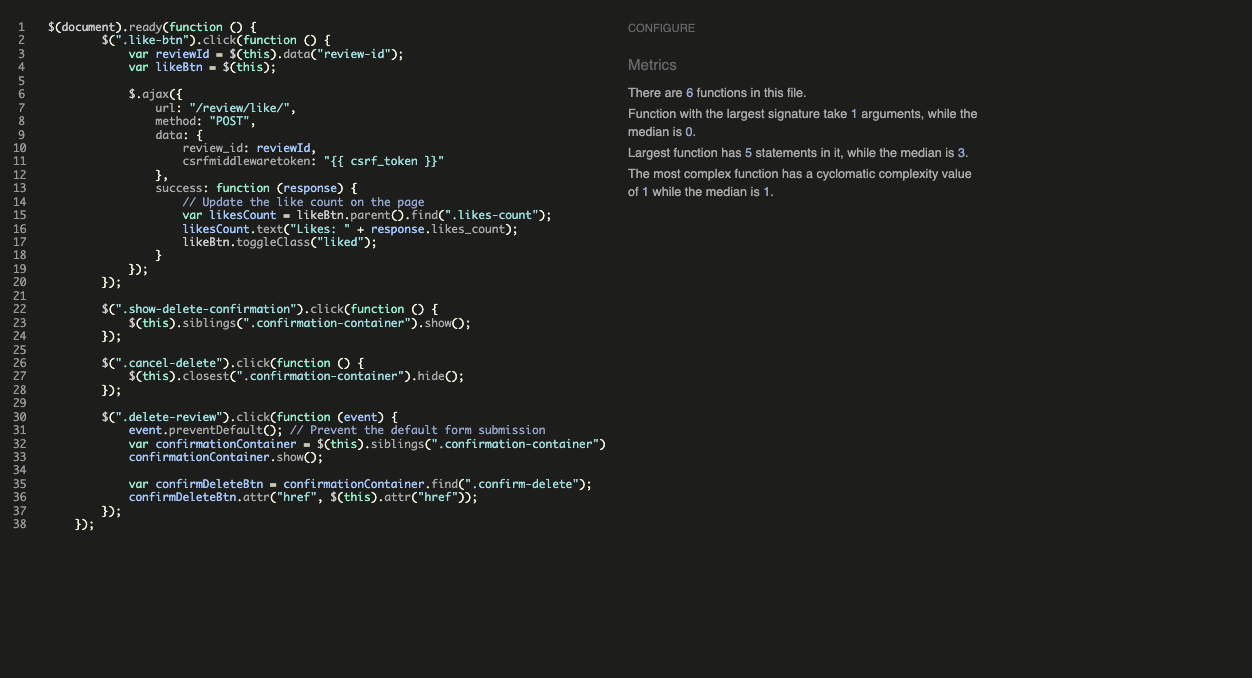 1 $(document).ready(function () {
2 $(".like-btn").click(function () {
3 var reviewId = $(this).data("review-id");
4 var likeBtn = $(this);
5
6 $.ajax({
7 url: "/review/like/",
8 method: "POST",
9 data: {
10 review_id: reviewId,
11 csrfmiddlewaretoken: "{{ csrf_token }}"
12 },
13 success: function (response) {
14 // Update the like count on the page
15 var likesCount = likeBtn.parent().find(".likes-count");
16 likesCount.text("Likes: " + response.likes_count);
17 likeBtn.toggleClass("liked");
18 }
19 });
20 });
21
22 $(".show-delete-confirmation").click(function () {
23 $(this).siblings(".confirmation-container").show();
24 });
25
26 $(".cancel-delete").click(function () {
27 $(this).closest(".confirmation-container").hide();
28 });
29
30 $(".delete-review").click(function (event) {
31 event.preventDefault(); // Prevent the default form submission
32 var confirmationContainer = $(this).siblings(".confirmation-container")
33 confirmationContainer.show();
34
35 var confirmDeleteBtn = confirmationContainer.find(".confirm-delete");
36 confirmDeleteBtn.attr("href", $(this).attr("href"));
37 });
38 });
CONFIGURE
Metrics
There are 6 functions in this file.
Function with the largest signature take 1 arguments, while the
median is 0.
Largest function has 5 statements in it, while the median is 3.
The most complex function has a cyclomatic complexity value
of 1 while the median is 1.